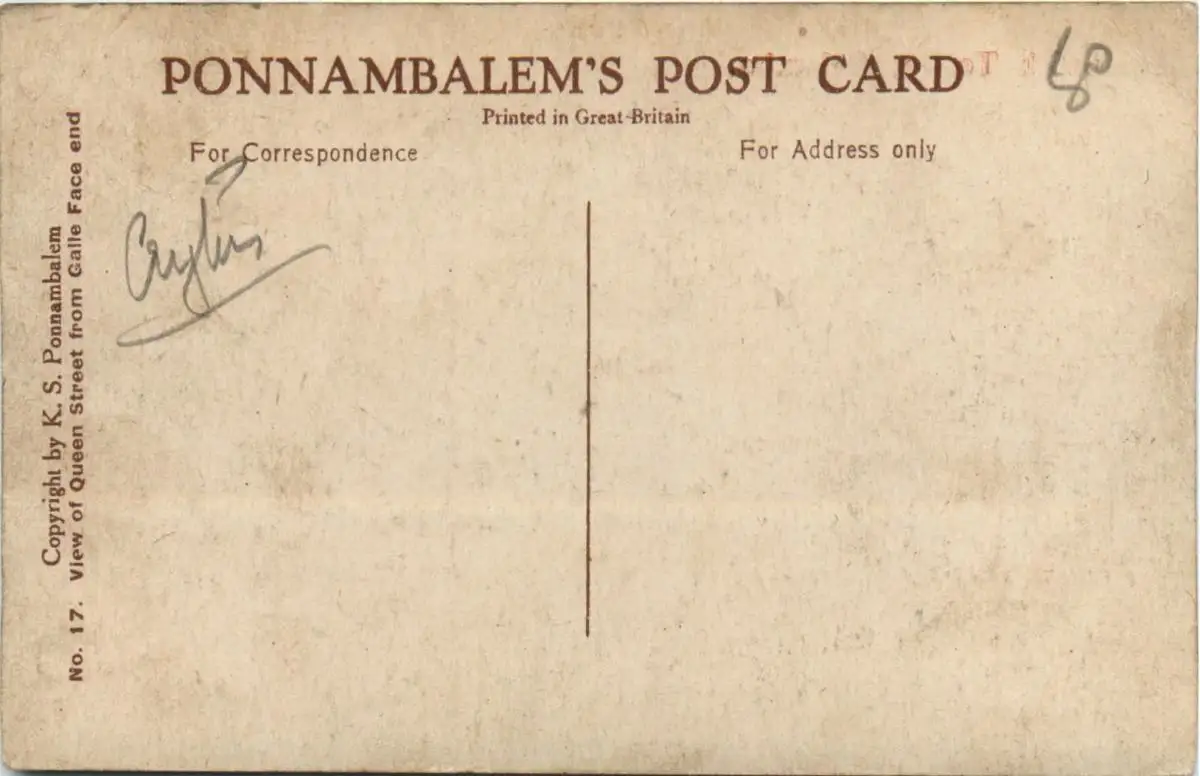 PONNAMBALEM'S POST CARD
Printed in Great Britain
For Correspondence
For Address only
Copyright by K. S. Ponnambalem
No. 17. View of Queen Street from Galle Face end